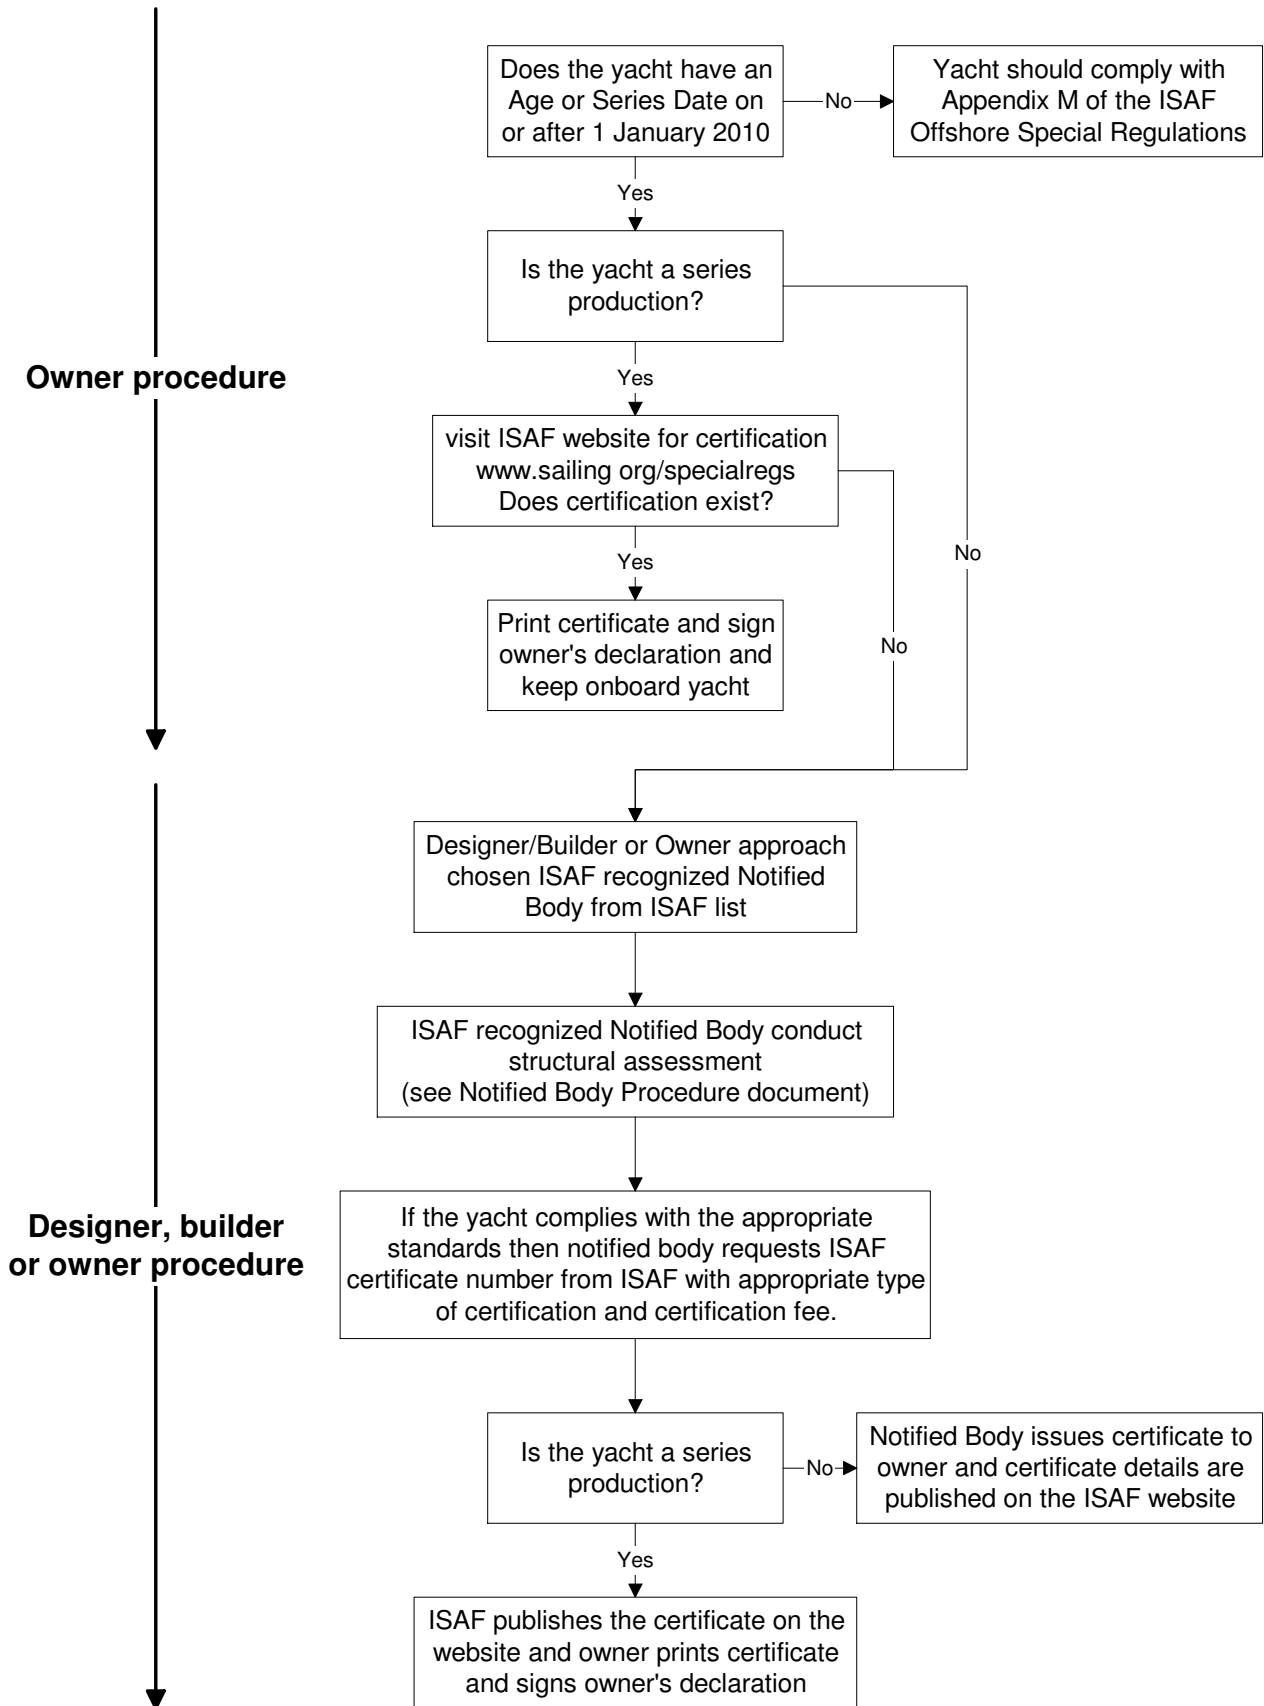 Does the yacht have an
Age or Series Date on
or after 1 January 2010
No
Yacht should comply with
Appendix M of the ISAF
Offshore Special Regulations
Yes
Is the yacht a series
production?
Owner procedure
Yes
visit ISAF website for certification
www.sailing org/specialregs
Does certification exist?
No
Yes
Print certificate and sign
owner's declaration and
keep onboard yacht
No
Designer/Builder or Owner approach
chosen ISAF recognized Notified
Body from ISAF list
ISAF recognized Notified Body conduct
structural assessment
(see Notified Body Procedure document)
Designer, builder
or owner procedure
If the yacht complies with the appropriate
standards then notified body requests ISAF
certificate number from ISAF with appropriate type
of certification and certification fee.
Is the yacht a series
production?
No
Notified Body issues certificate to
owner and certificate details are
published on the ISAF website
Yes
ISAF publishes the certificate on the
website and owner prints certificate
and signs owner's declaration